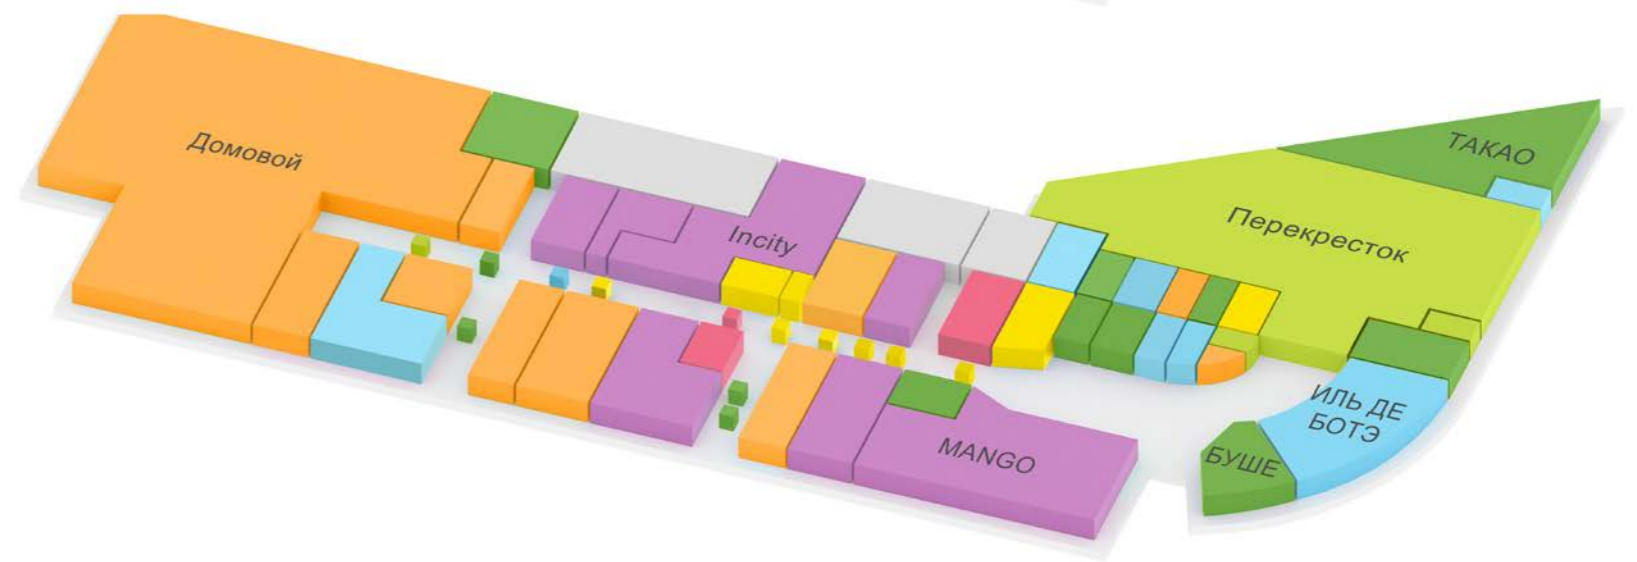 Домовой
Incity
MANGO
ТАКАО
Перекресток
ИЛЬ ДЕ
БОТЭ
БУШЕ